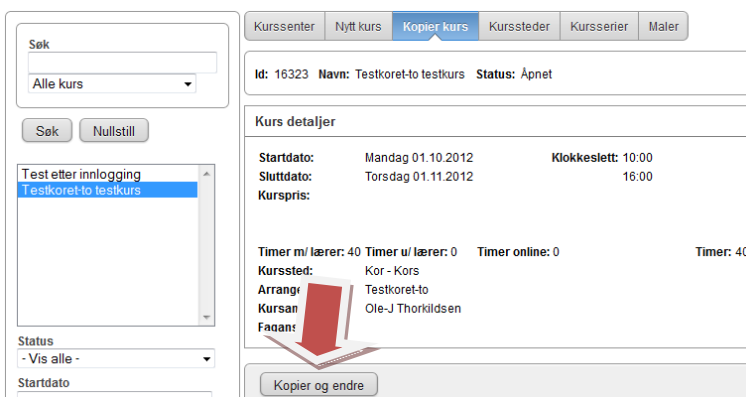 Søk
Alle kurs
Søk Nullstill
Test etter innlogging
Testkoret-to testkurs
Status
- Vis alle -
Startdato
Kurssenter Nytt kurs Kopier kurs Kurssteder Kursserier Maler
Id: 16323 Navn: Testkoret-to testkurs Status: Åpnet
Kurs detaljer
Startdato: Mandag 01.10.2012 Klokkeslett: 10:00
Sluttdato: Torsdag 01.11.2012 16:00
Kurspris:
Timer m/ lærer: 40 Timer u/ lærer: 0 Timer online: 0 Timer: 40
Kurssted: Kor - Kors
Testkoret-to
Ole-J Thorkildsen
Kopier og endre